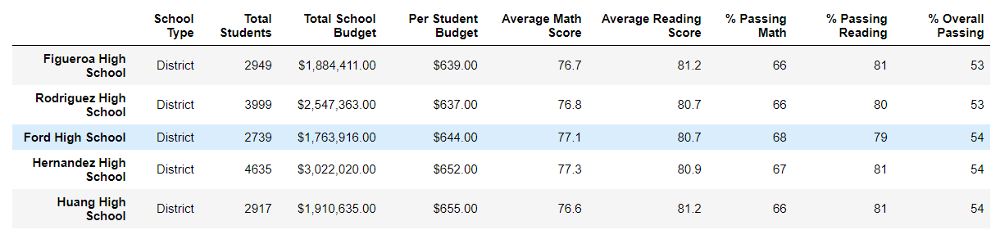 School Type Total Students Total School Budget Per Student Budget Average Math Score Average Reading Score % Passing Math % Passing Reading % Overall Passing
Figueroa High School District 2949 $1,884,411.00 $639.00 76.7 81.2 66 81 53
Rodriguez High School District 3999 $2,547,363.00 $637.00 76.8 80.7 66 80 53
Ford High School District 2739 $1,763,916.00 $644.00 77.1 80.7 68 79 54
Hernandez High School District 4635 $3,022,020.00 $652.00 77.3 80.9 67 81 54
Huang High School District 2917 $1,910,635.00 $655.00 76.6 81.2 66 81 54